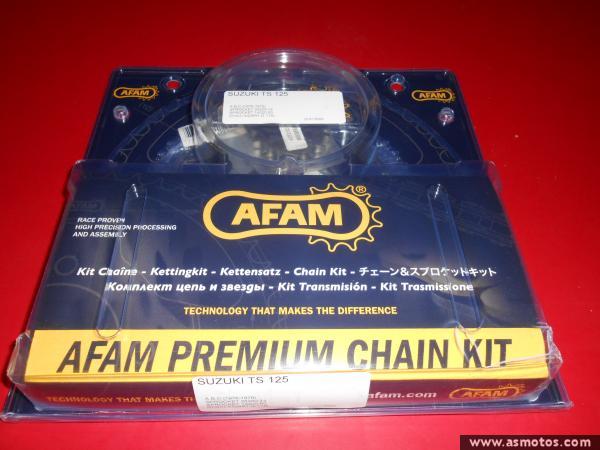 AFAM
AFAM
SUZUKI TS 125
AFAM
RACE PROVEN
HIGH PRECISION PROCESSING
AND ASSEMBLY
Kit Chaîne - Kettingkit - Kettensatz - Chain Kit - チェーン&スプロケットキット
Комплект цепь и звезды - Kit Transmisión - Kit Trasmissione
TECHNOLOGY THAT MAKES THE DIFFERENCE
AFAM PREMIUM CHAIN KIT
SUZUKI TS 125
TECHNOLOGY THAT MAKES
afam.com
www.asmotos.com